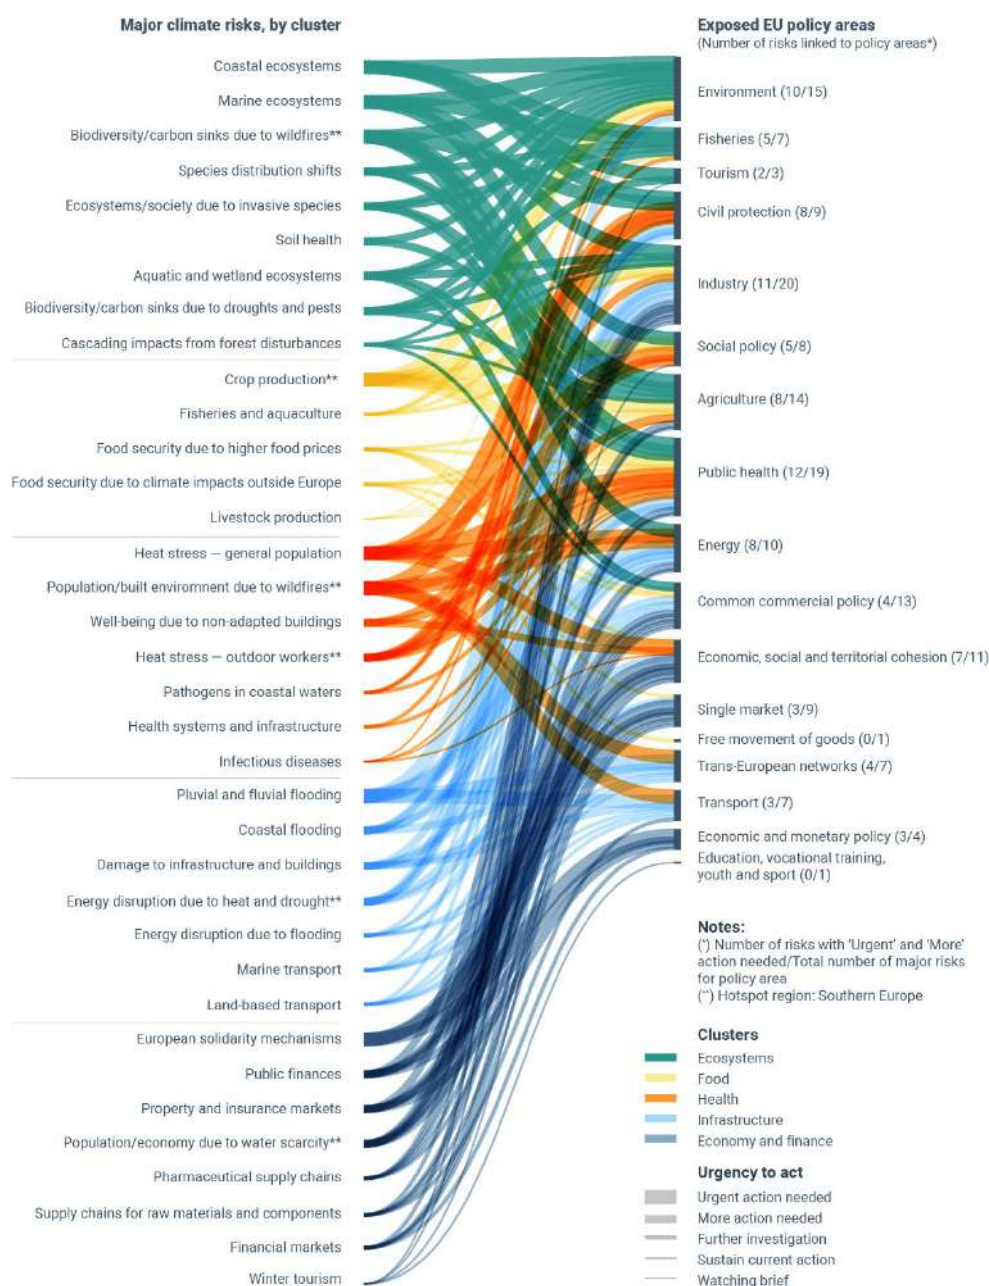 Major climate risks, by cluster
Coastal ecosystems
Marine ecosystems
Biodiversity/carbon sinks due to wildfires**
Species distribution shifts
Ecosystems/society due to invasive species
Soil health
Aquatic and wetland ecosystems
Biodiversity/carbon sinks due to droughts and pests
Cascading impacts from forest disturbances
Crop production**
Fisheries and aquaculture
Food security due to higher food prices
Food security due to climate impacts outside Europe
Livestock production
Heat stress — general population
Population/built enviromnent due to wildfires**
Well-being due to non-adapted buildings
Heat stress — outdoor workers**
Pathogens in coastal waters
Health systems and infrastructure
Infectious diseases
Pluvial and fluvial flooding
Coastal flooding
Damage to infrastructure and buildings
Energy disruption due to heat and drought**
Energy disruption due to flooding
Marine transport
Land-based transport
European solidarity mechanisms
Public finances
Property and insurance markets
Population/economy due to water scarcity**
Pharmaceutical supply chains
Supply chains for raw materials and components
Financial markets
Winter tourism
Exposed EU policy areas
(Number of risks linked to policy areas*)
Environment (10/15)
Fisheries (5/7)
Tourism (2/3)
Civil protection (8/9)
Industry (11/20)
Social policy (5/8)
Agriculture (8/14)
Public health (12/19)
Energy (8/10)
Common commercial policy (4/13)
Economic, social and territorial cohesion (7/11)
Single market (3/9)
Free movement of goods (0/1)
Trans-European networks (4/7)
Transport (3/7)
Economic and monetary policy (3/4)
Education, vocational training,
youth and sport (0/1)
Notes:
(*) Number of risks with 'Urgent' and 'More'
action needed/Total number of major risks
for policy area
(**) Hotspot region: Southern Europe
Clusters
Ecosystems
Food
Health
Infrastructure
Economy and finance
Urgency to act
Urgent action needed
More action needed
Further investigation
Sustain current action
Watching brief